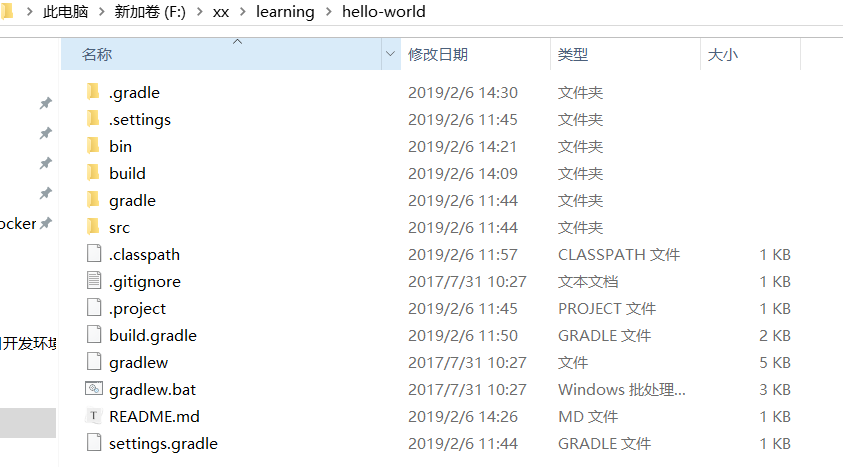 此电脑 > 新加卷 (F:) > xx > learning > hello-world
名称 修改日期 类型 大小
.gradle 2019/2/6 14:30 文件夹
.settings 2019/2/6 11:45 文件夹
bin 2019/2/6 14:21 文件夹
build 2019/2/6 14:09 文件夹
gradle 2019/2/6 11:44 文件夹
src 2019/2/6 11:44 文件夹
ocker
.classpath 2019/2/6 11:57 CLASSPATH 文件 1 KB
.gitignore 2017/7/31 10:27 文本文档 1 KB
.project 2019/2/6 11:45 PROJECT 文件 1 KB
build.gradle 2019/2/6 11:50 GRADLE 文件 2 KB
开发环境
gradlew 2017/7/31 10:27 文件 5 KB
gradlew.bat 2017/7/31 10:27 Windows 批处理... 3 KB
README.md 2019/2/6 14:26 MD 文件 1 KB
settings.gradle 2019/2/6 11:44 GRADLE 文件 1 KB